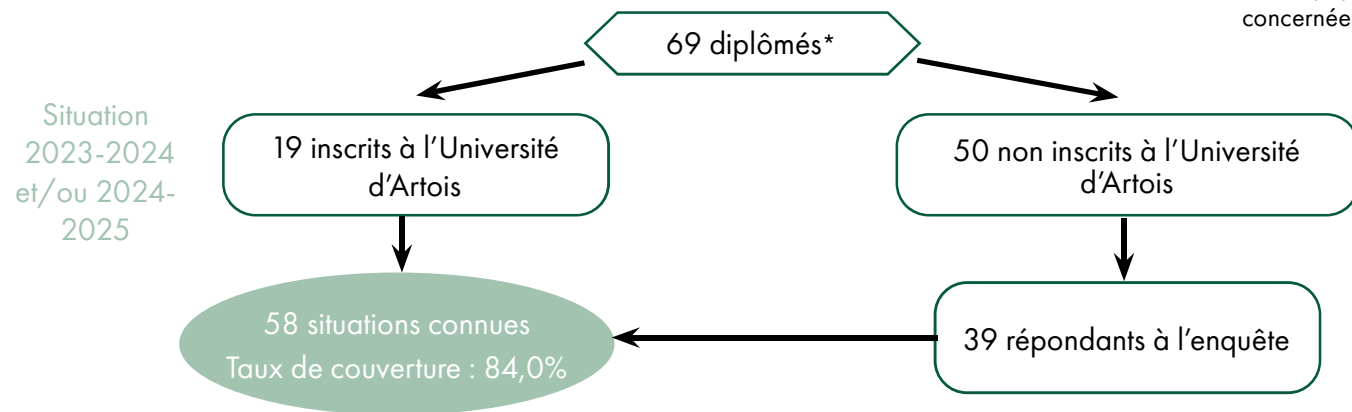 concernée
69 diplômés*
Situation
2023-2024
et/ou 2024-
2025
19 inscrits à l'Université
d'Artois
50 non inscrits à l'Université
d'Artois
58 situations connues
Taux de couverture : 84,0%
39 répondants à l'enquête